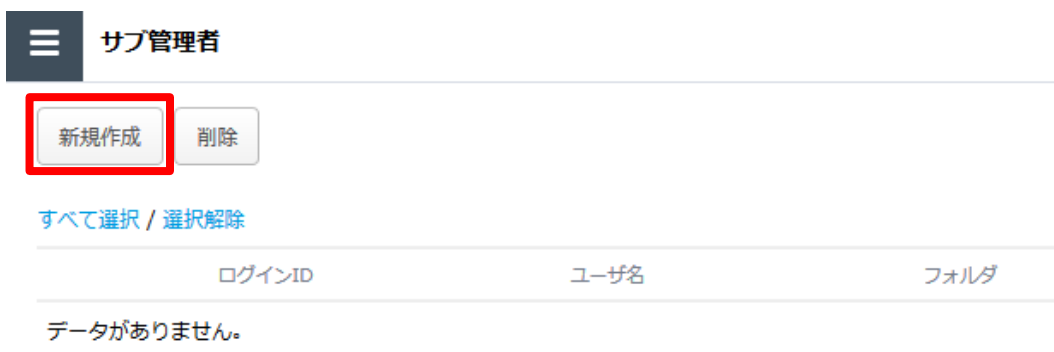 サブ管理者
新規作成 削除
すべて選択 / 選択解除
ログインID ユーザ名 フォルダ
データがありません。